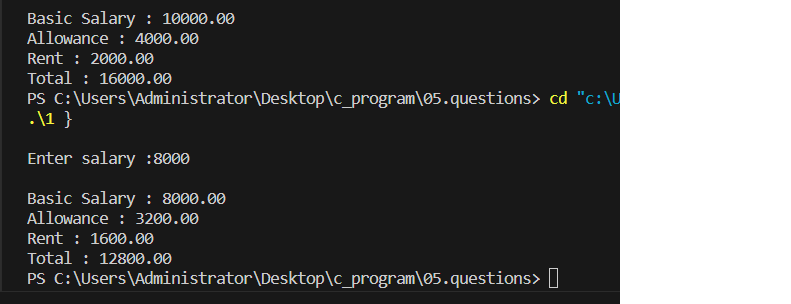 Basic Salary : 10000.00
Allowance : 4000.00
Rent : 2000.00
Total : 16000.00
PS C:\Users\Administrator\Desktop\c_program\05.questions> cd "c:\U
.\1 }
Enter salary :8000
Basic Salary : 8000.00
Allowance : 3200.00
Rent : 1600.00
Total : 12800.00
PS C:\Users\Administrator\Desktop\c_program\05.questions>